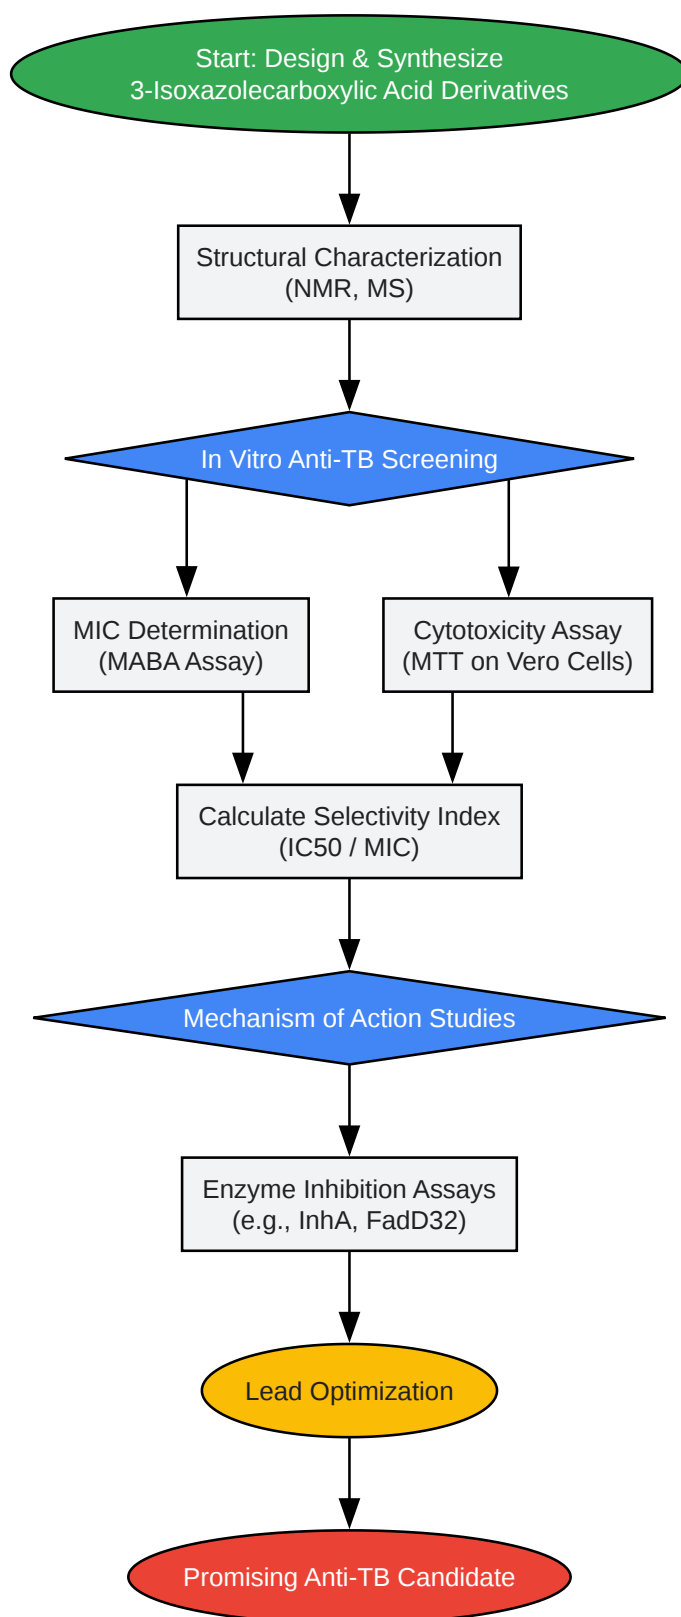 Start: Design & Synthesize
3-Isoxazolecarboxylic Acid Derivatives
Structural Characterization
(NMR, MS)
In Vitro Anti-TB Screening
MIC Determination
(MABA Assay)
Cytotoxicity Assay
(MTT on Vero Cells)
Calculate Selectivity Index
(IC50 / MIC)
Mechanism of Action Studies
Enzyme Inhibition Assays
(e.g., InhA, FadD32)
Lead Optimization
Promising Anti-TB Candidate